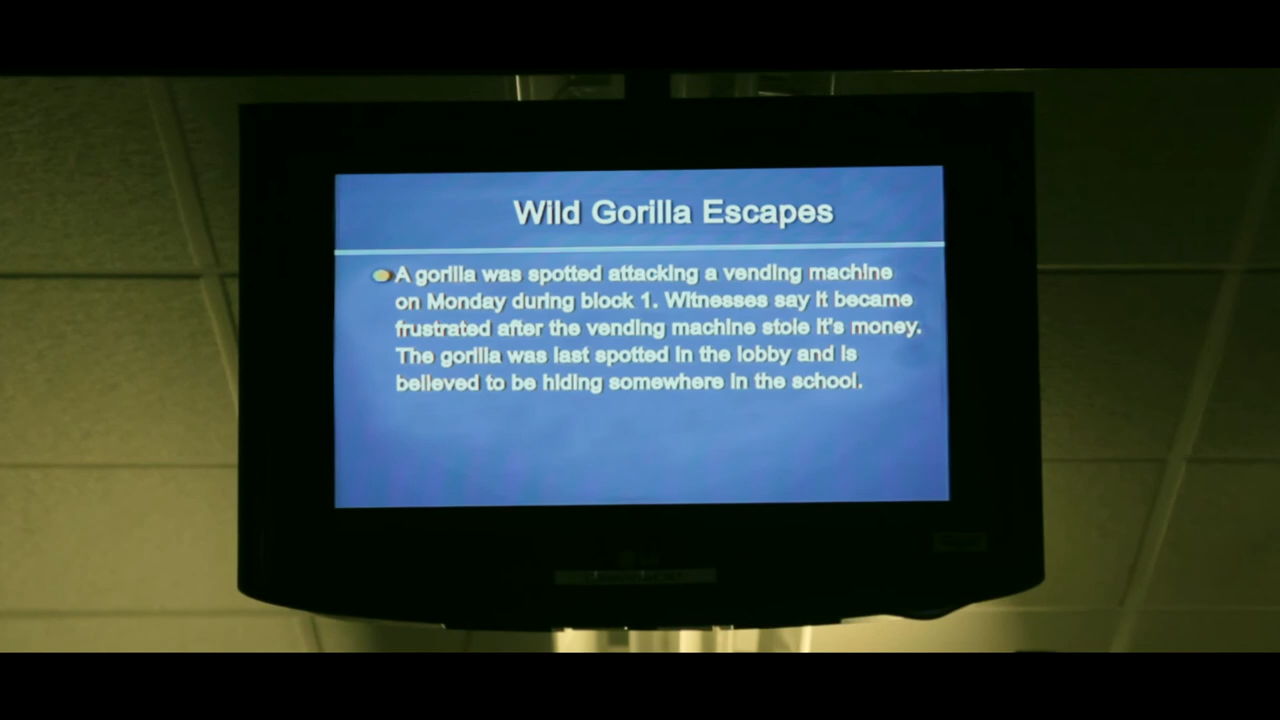 Wild Gorilla Escapes
A gorilla was spotted attacking a vending machine
on Monday during block 1. Witnesses say it became
frustrated after the vending machine stole it's money.
The gorilla was last spotted in the lobby and is
believed to be hiding somewhere in the school.